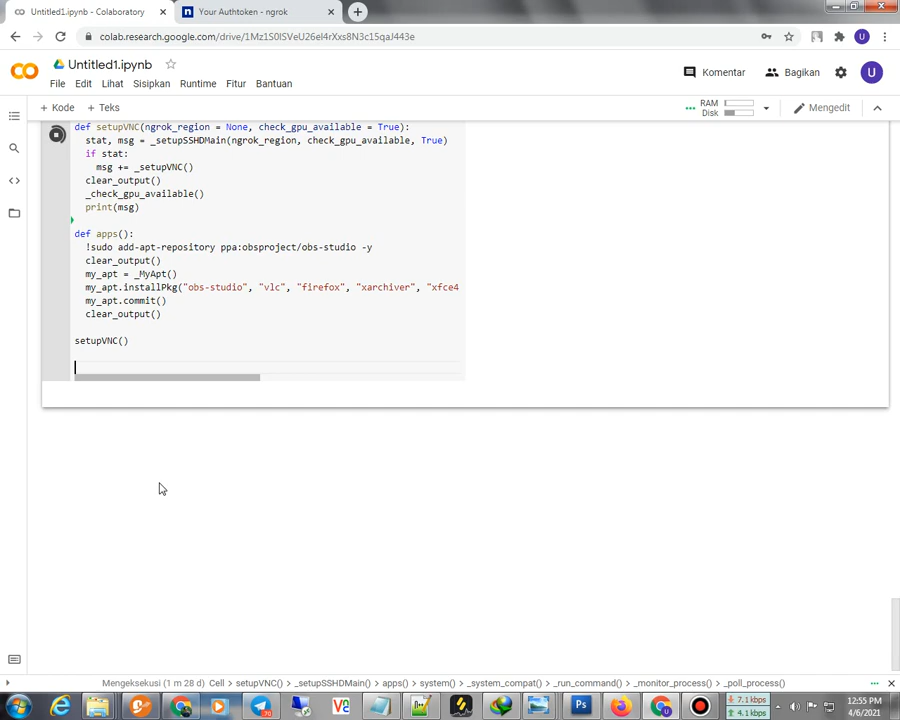 Untitled1.ipynb - Colaboratory
Your Authtoken - ngrok
colab.research.google.com/drive/1Mz1S0lSVeU26eI4rXxs8N3c15qaJ443e
U
Untitled1.ipynb
Komentar
Bagikan
U
File Edit Lihat Sisipkan Runtime Fitur Bantuan
+ Kode + Teks
RAM
Disk
Mengedit
def setupVNC(ngrok_region = None, check_gpu_available = True):
stat, msg = _setupSSHDMain(ngrok_region, check_gpu_available, True)
if stat:
msg += _setupVNC()
clear_output()
_check_gpu_available()
print(msg)
def apps():
!sudo add-apt-repository ppa:obsproject/obs-studio -y
clear_output()
my_apt = _MyApt()
my_apt.installPkg("obs-studio", "vlc", "firefox", "xarchiver", "xfce4
my_apt.commit()
clear_output()
setupVNC()
Mengeksekusi (1 m 28 d) Cell > setupVNC() > _setupSSHDMain() > apps() > system() > _system_compat() > _run_command() > _monitor_process() > _poll_process()
7.1 kbps
4.1 kbps
12:55 PM
4/6/2021